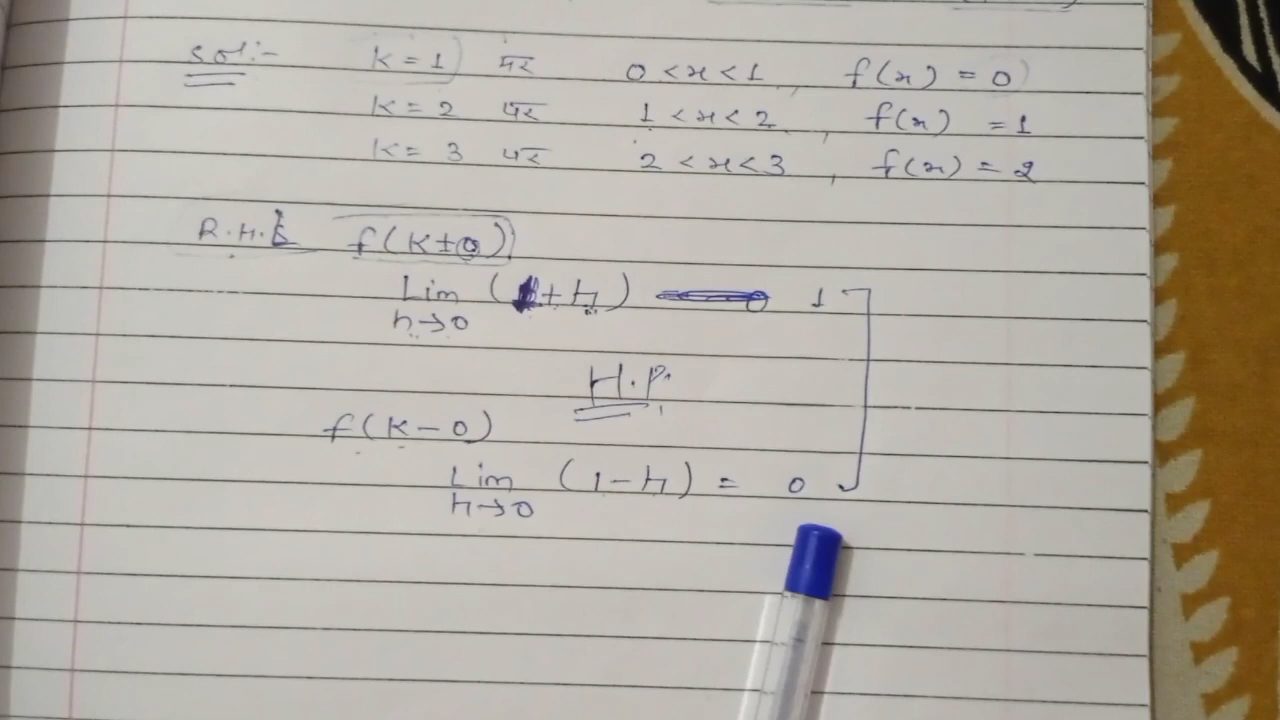 sol:-
K = 1) पर 0 < x < 1, f(x) = 0
K = 2 पर 1 < x < 2, f(x) = 1
K = 3 पर 2 < x < 3, f(x) = 2
R.H.L f(K+0)
Lim (1+h) 1
h→0
H.P.
f(K-0)
Lim (1-h) = 0
h→0